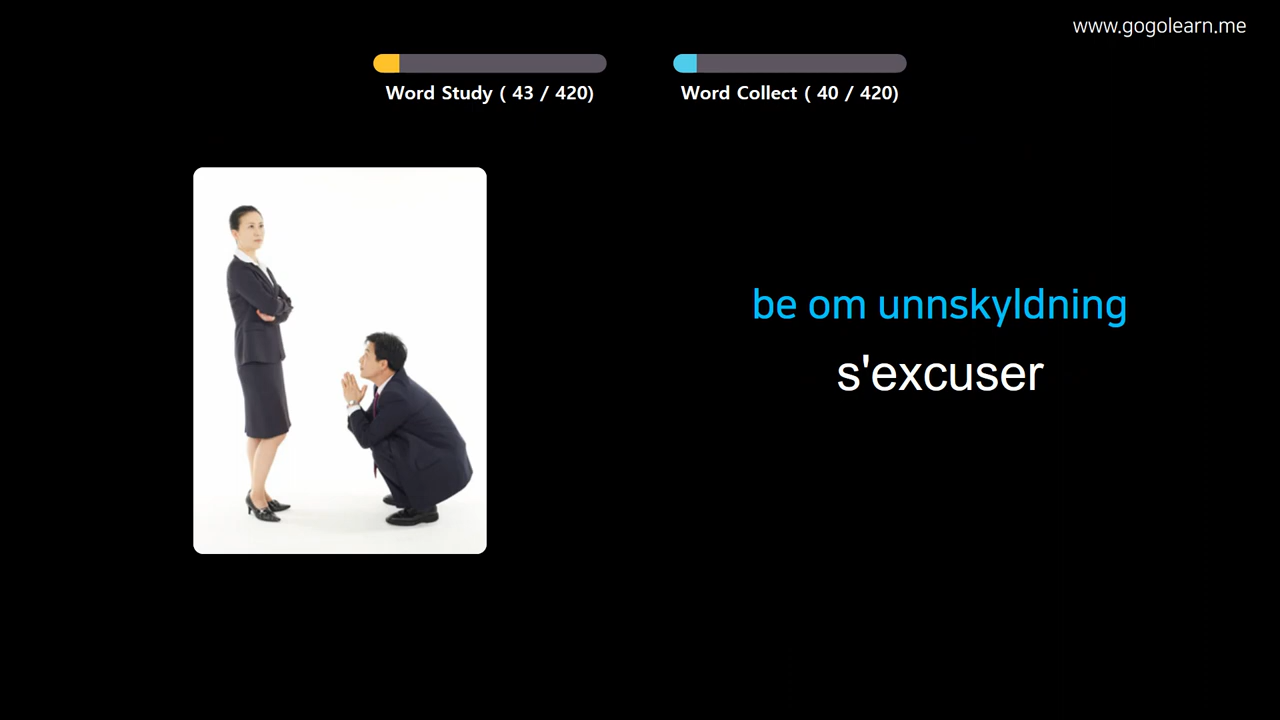 www.gogolearn.me
Word Study ( 43 / 420)
Word Collect ( 40 / 420)
be om unnskyldning
s'excuser